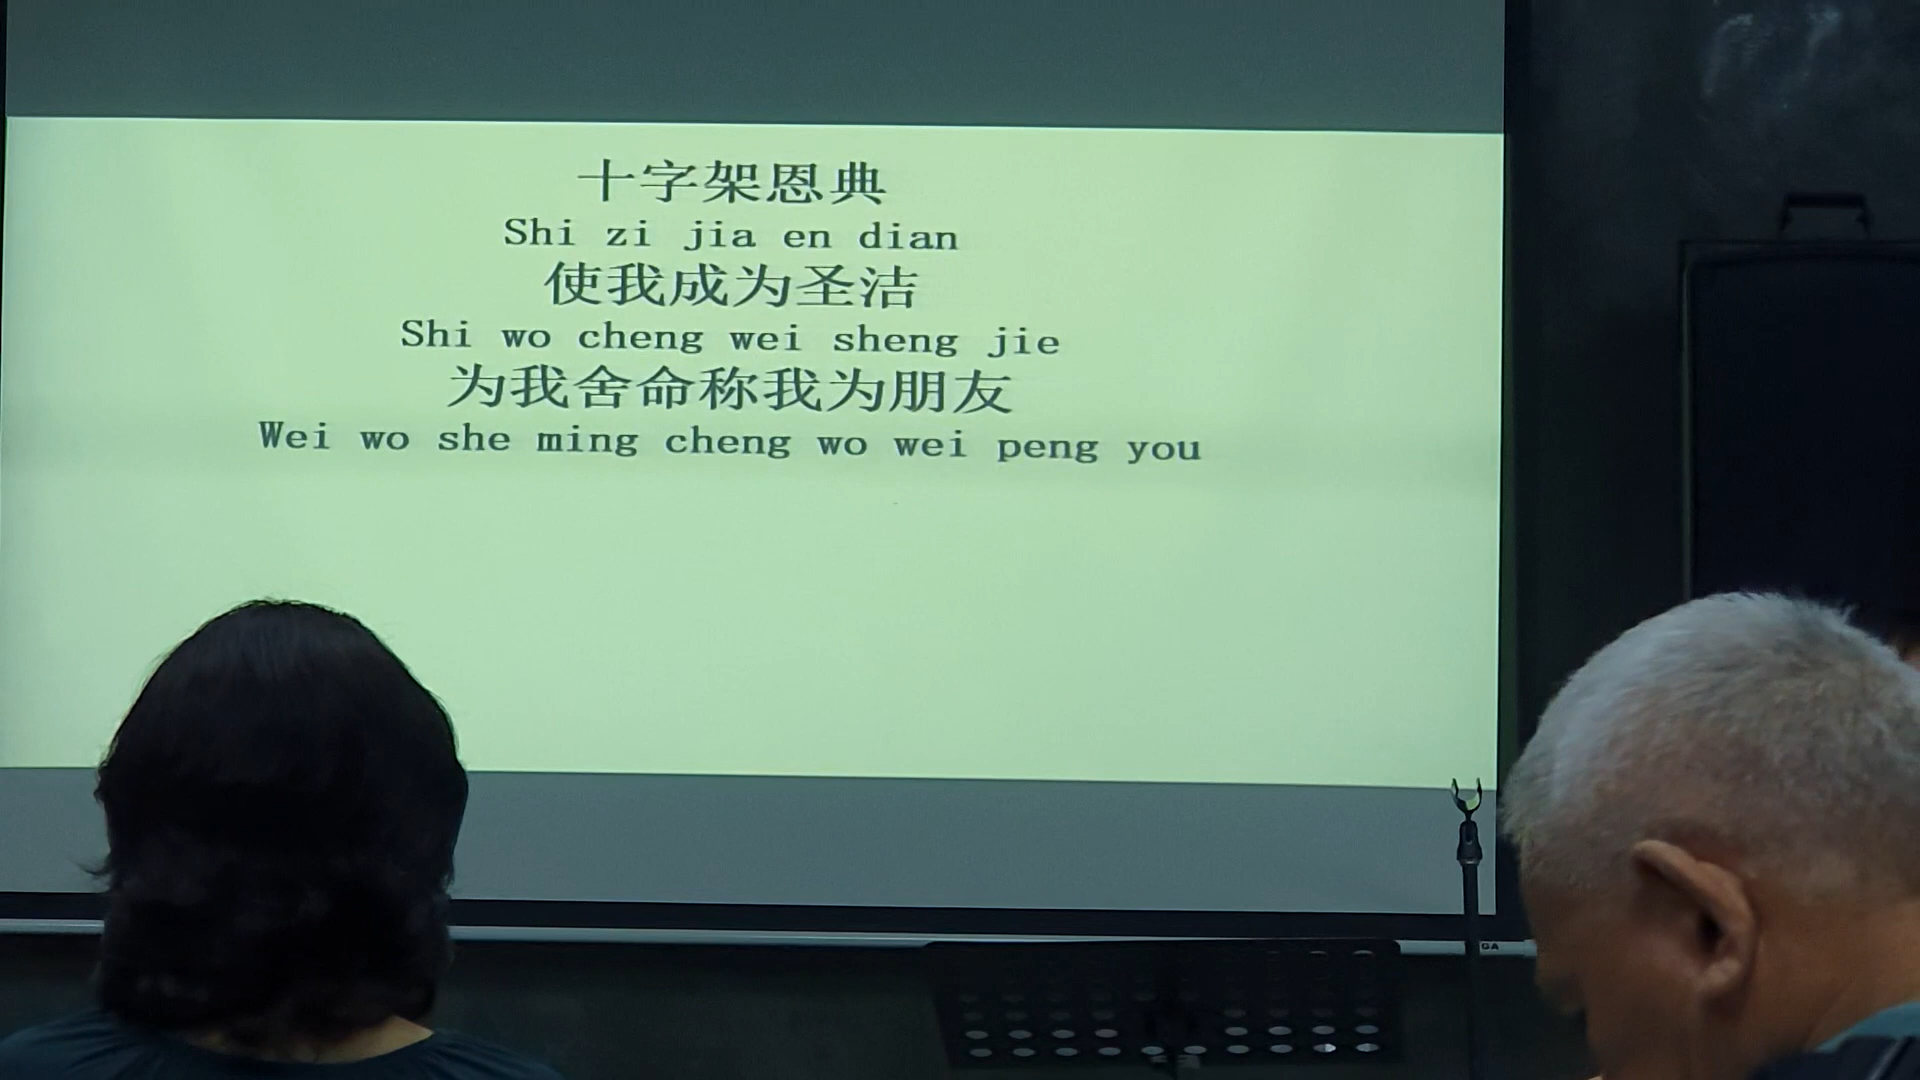 十字架恩典
Shi zi jia en dian
使我成为圣洁
Shi wo cheng wei sheng jie
为我舍命称我为朋友
Wei wo she ming cheng wo wei peng you
GA